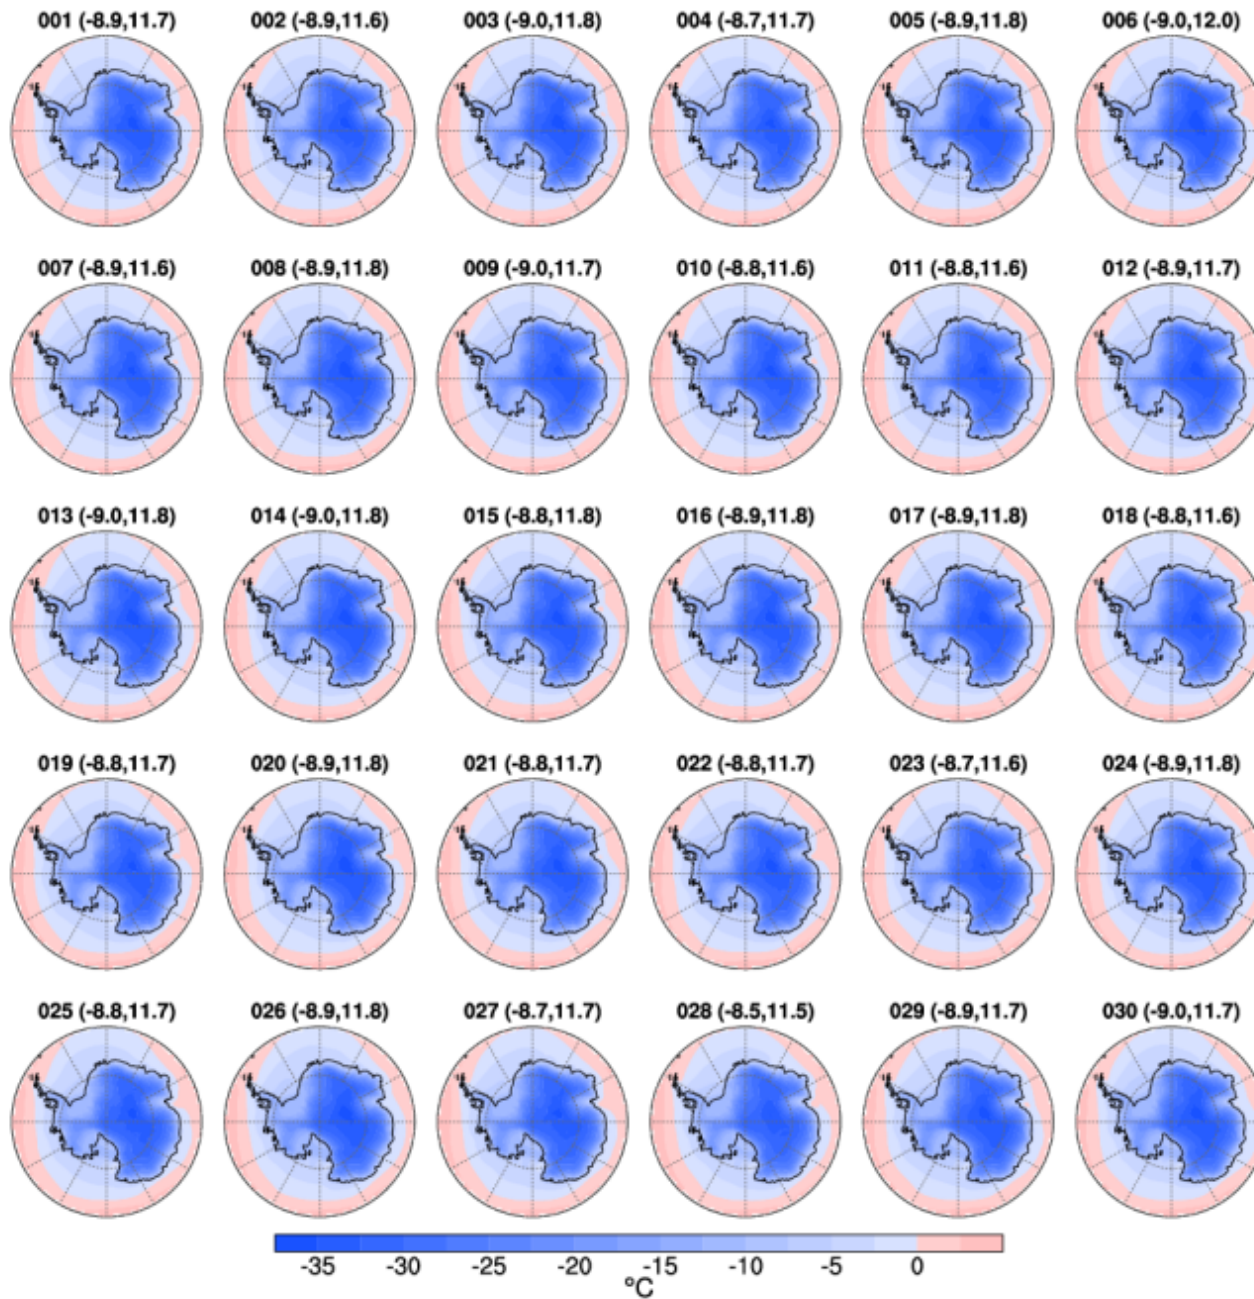 001 (-8.9,11.7) 002 (-8.9,11.6) 003 (-9.0,11.8) 004 (-8.7,11.7) 005 (-8.9,11.8) 006 (-9.0,12.0)
007 (-8.9,11.6) 008 (-8.9,11.8) 009 (-9.0,11.7) 010 (-8.8,11.6) 011 (-8.8,11.6) 012 (-8.9,11.7)
013 (-9.0,11.8) 014 (-9.0,11.8) 015 (-8.8,11.8) 016 (-8.9,11.8) 017 (-8.9,11.8) 018 (-8.8,11.6)
019 (-8.8,11.7) 020 (-8.9,11.8) 021 (-8.8,11.7) 022 (-8.8,11.7) 023 (-8.7,11.6) 024 (-8.9,11.8)
025 (-8.8,11.7) 026 (-8.9,11.8) 027 (-8.7,11.7) 028 (-8.5,11.5) 029 (-8.9,11.7) 030 (-9.0,11.7)
-35 -30 -25 -20 -15 -10 -5 0
°C